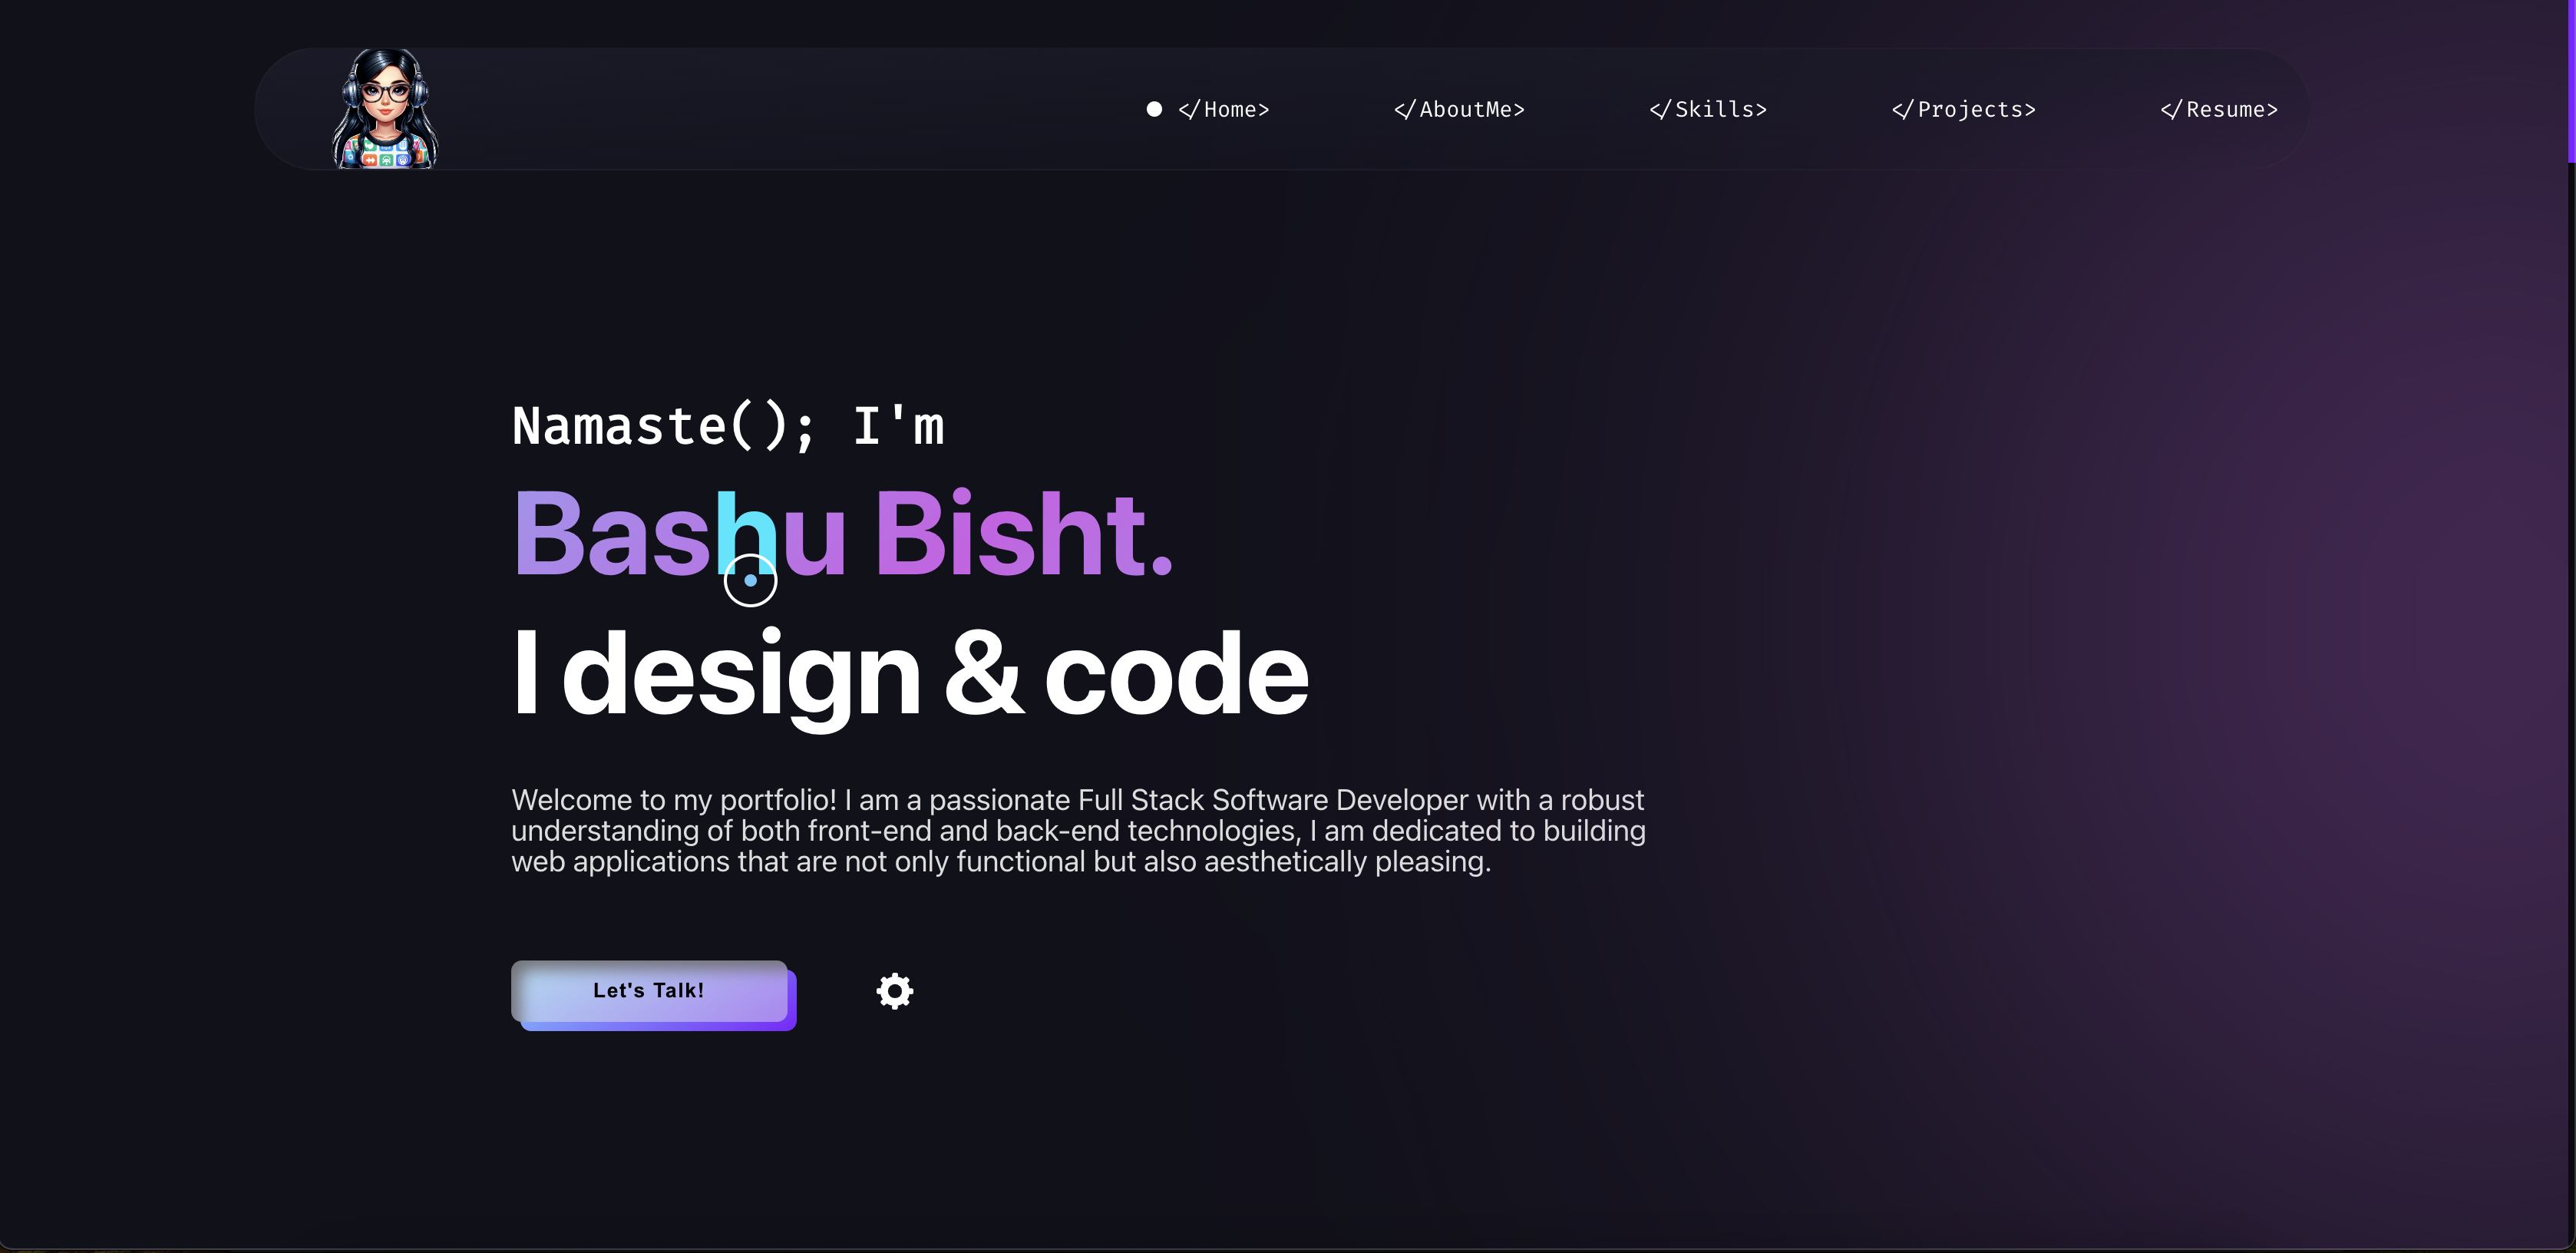 </Home> </AboutMe> </Skills> </Projects> </Resume>
Namaste(); I'm
Bashu Bisht.
I design & code
Welcome to my portfolio! I am a passionate Full Stack Software Developer with a robust
understanding of both front-end and back-end technologies, I am dedicated to building
web applications that are not only functional but also aesthetically pleasing.
Let's Talk!